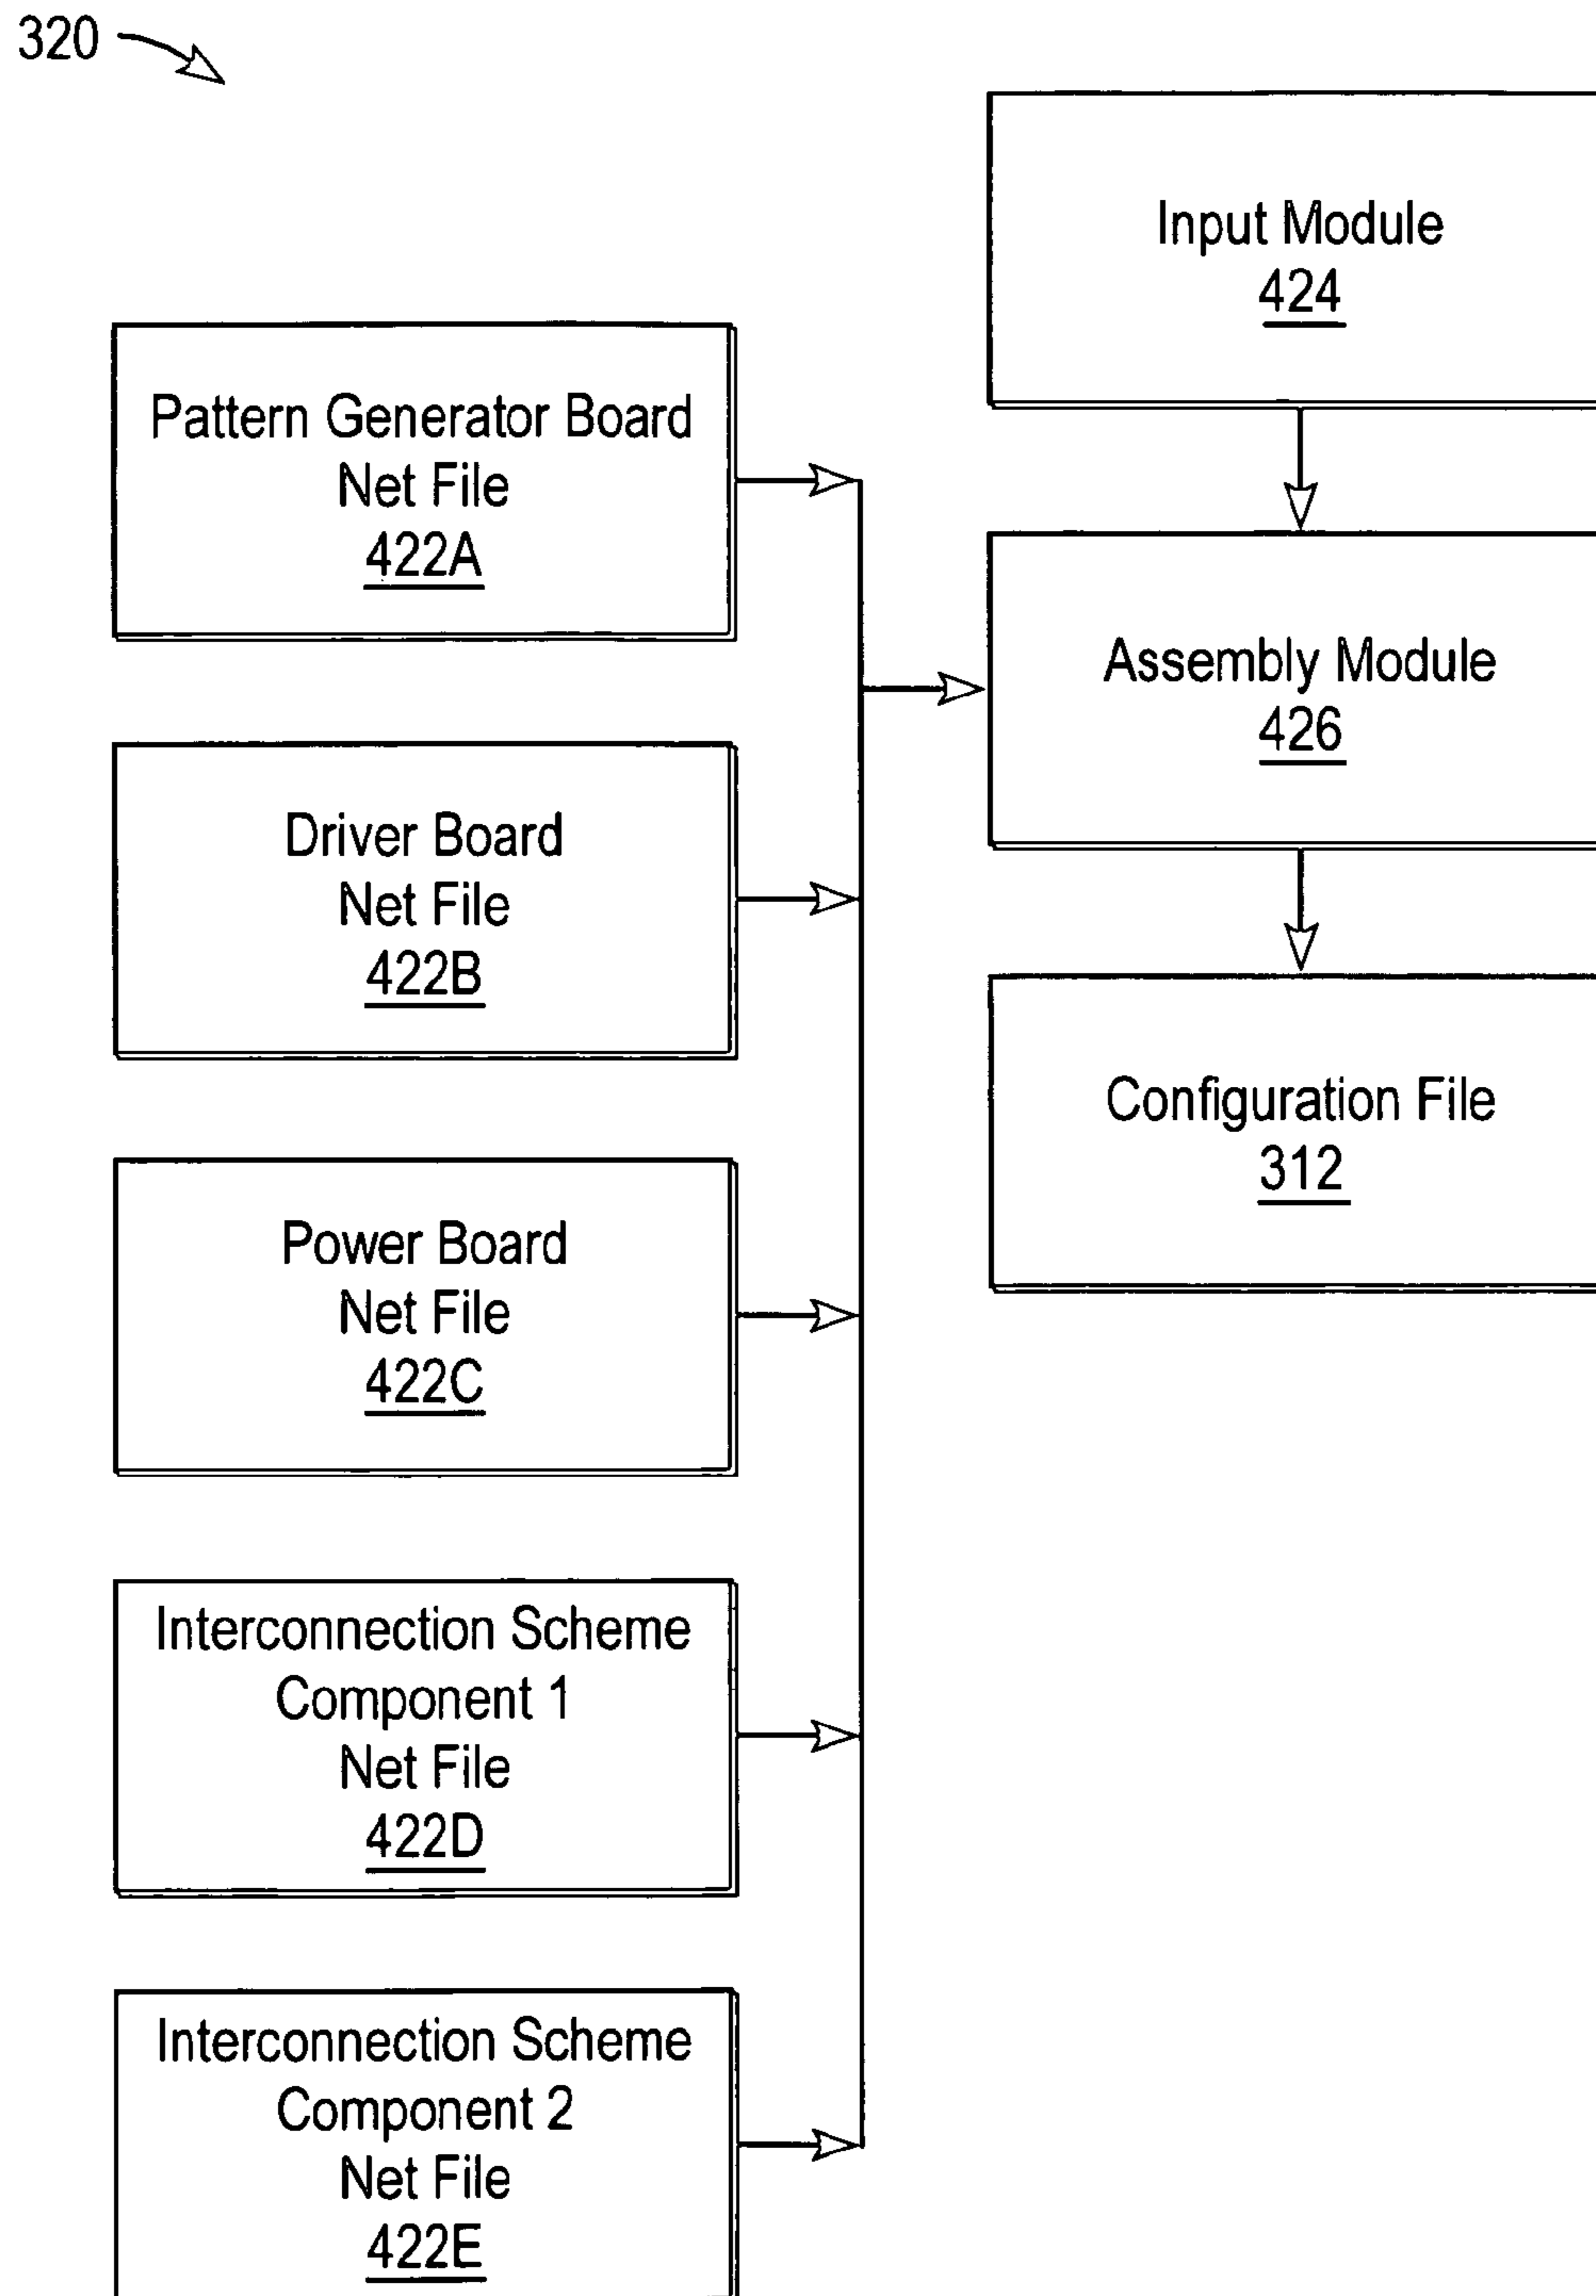 320
Input Module
424
Pattern Generator Board
Net File
422A
Assembly Module
426
Driver Board
Net File
422B
Configuration File
312
Power Board
Net File
422C
Interconnection Scheme
Component 1
Net File
422D
Interconnection Scheme
Component 2
Net File
422E